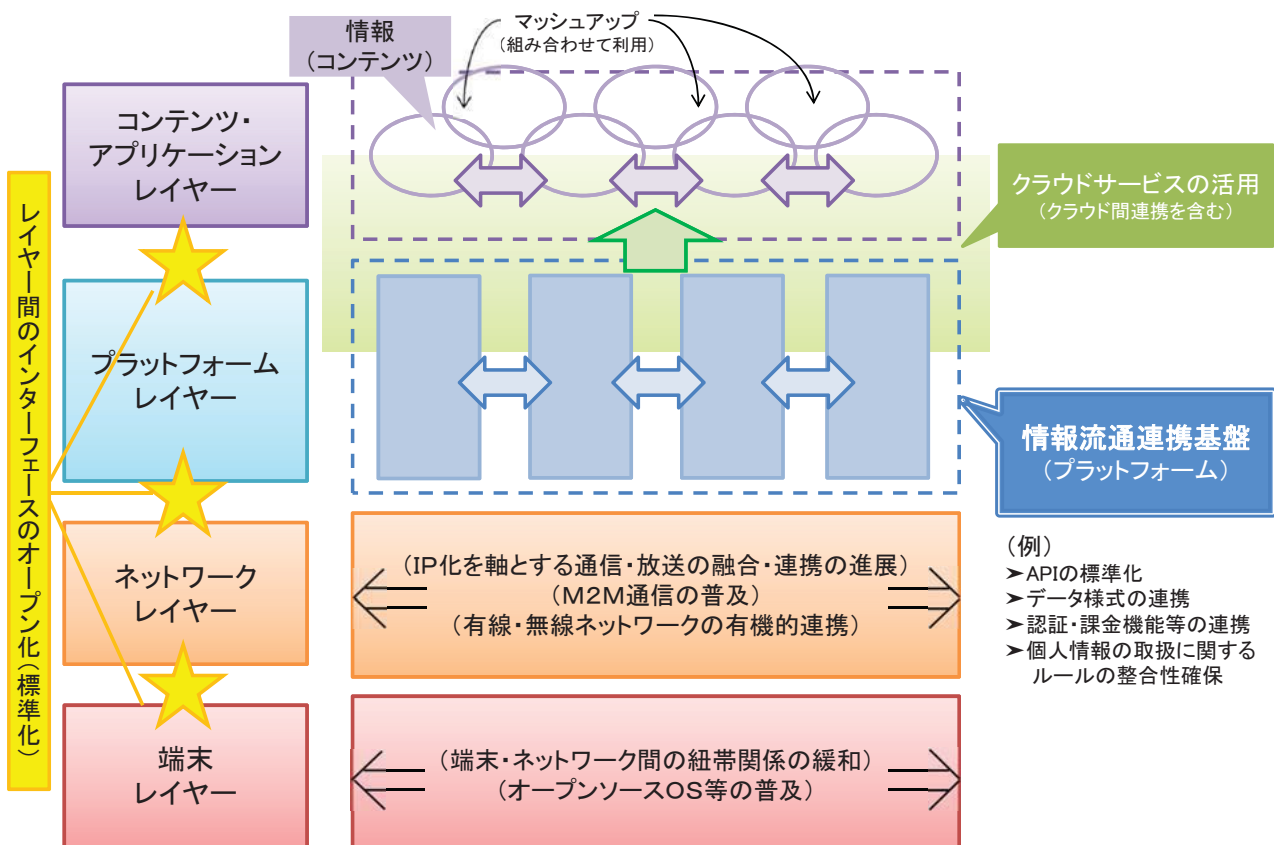 マッシュアップ
(組み合わせて利用)
情報
(コンテンツ)
コンテンツ・
アプリケーション
レイヤー
クラウドサービスの活用
(クラウド間連携を含む)
レイヤー間のインターフェースのオープン化(標準化)
プラットフォーム
レイヤー
情報流通連携基盤
(プラットフォーム)
ネットワーク
レイヤー
(IP化を軸とする通信・放送の融合・連携の進展)
(M2M通信の普及)
(有線・無線ネットワークの有機的連携)
(例)
➤APIの標準化
➤データ様式の連携
➤認証・課金機能等の連携
➤個人情報の取扱に関する
ルールの整合性確保
端末
レイヤー
(端末・ネットワーク間の紐帯関係の緩和)
(オープンソースOS等の普及)